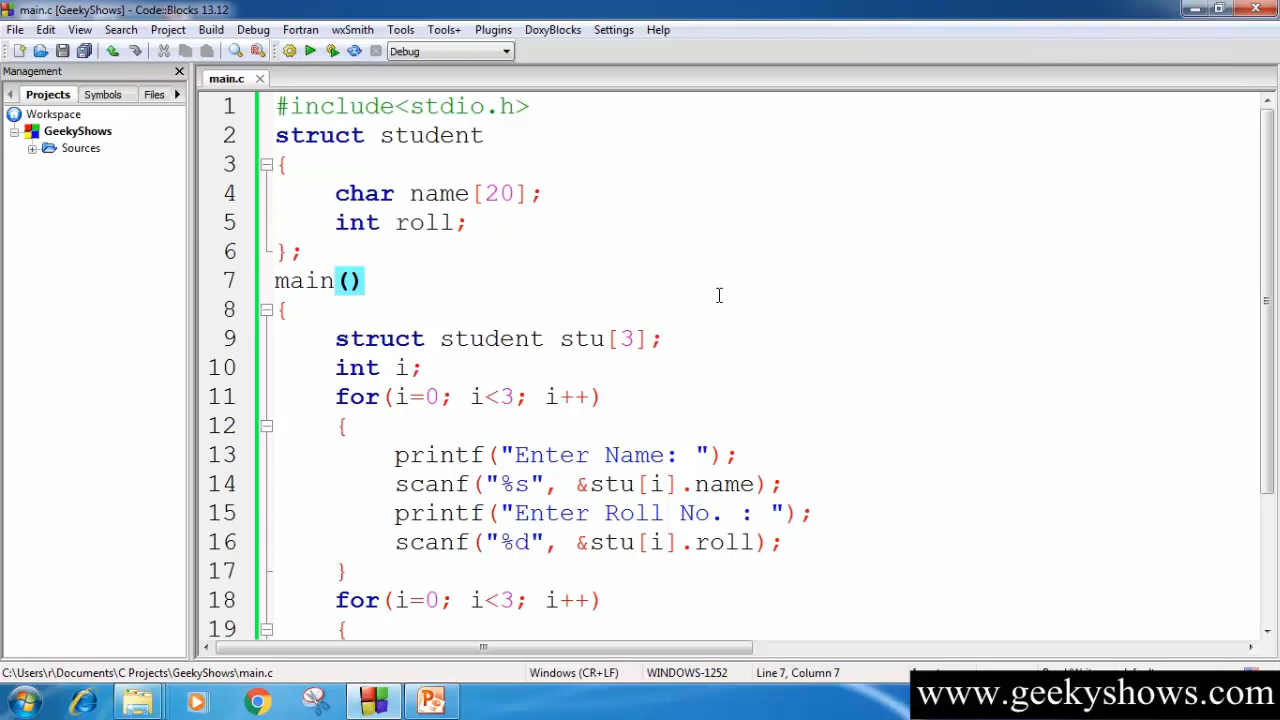 main.c [GeekyShows] - Code::Blocks 13.12
File Edit View Search Project Build Debug Fortran wxSmith Tools Tools+ Plugins DoxyBlocks Settings Help
Debug
Management
main.c
Projects Symbols Files
Workspace
GeekyShows
Sources
1 #include<stdio.h>
2 struct student
3 {
4 char name[20];
5 int roll;
6 };
7 main()
8 {
9 struct student stu[3];
10 int i;
11 for(i=0; i<3; i++)
12 {
13 printf("Enter Name: ");
14 scanf("%s", &stu[i].name);
15 printf("Enter Roll No. : ");
16 scanf("%d", &stu[i].roll);
17 }
18 for(i=0; i<3; i++)
19 {
C:\Users\r\Documents\C Projects\GeekyShows\main.c Windows (CR+LF) WINDOWS-1252 Line 7, Column 7
www.geekyshows.com